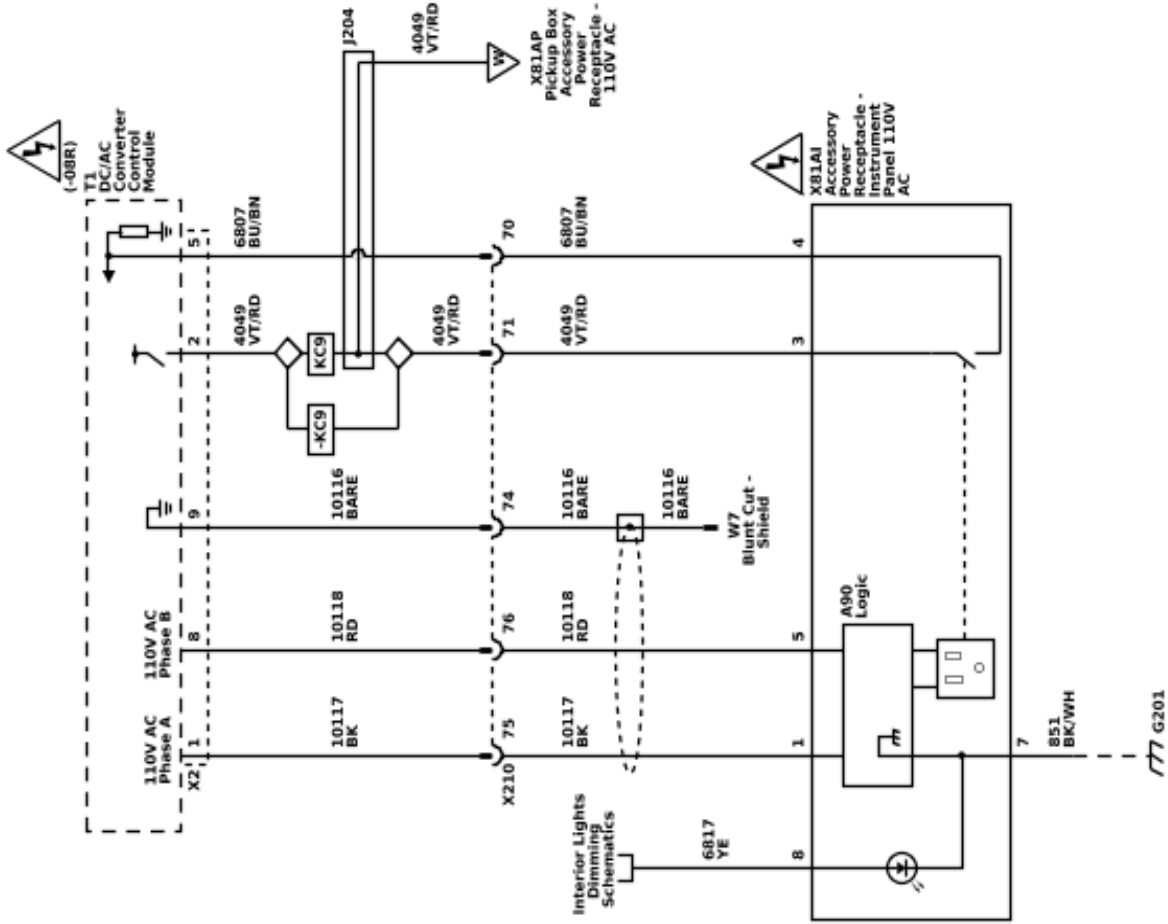 (-08R)
T1
DC/AC
Converter
Control
Module
110V AC
Phase A
110V AC
Phase B
X2
1
8
9
2
5
4049
VT/RD
6807
BU/BN
KC9
-KC9
J204
4049
VT/RD
W
X81AP
Pickup Box
Accessory
Power
Receptacle -
110V AC
10117
BK
10118
RD
10116
BARE
4049
VT/RD
X210
75
76
74
71
70
10117
BK
10118
RD
10116
BARE
4049
VT/RD
6807
BU/BN
10116
BARE
W7
Blunt Cut -
Shield
Interior Lights
Dimming
Schematics
6817
YE
8
1
5
3
4
X81AI
Accessory
Power
Receptacle -
Instrument
Panel 110V
AC
A90
Logic
7
851
BK/WH
G201